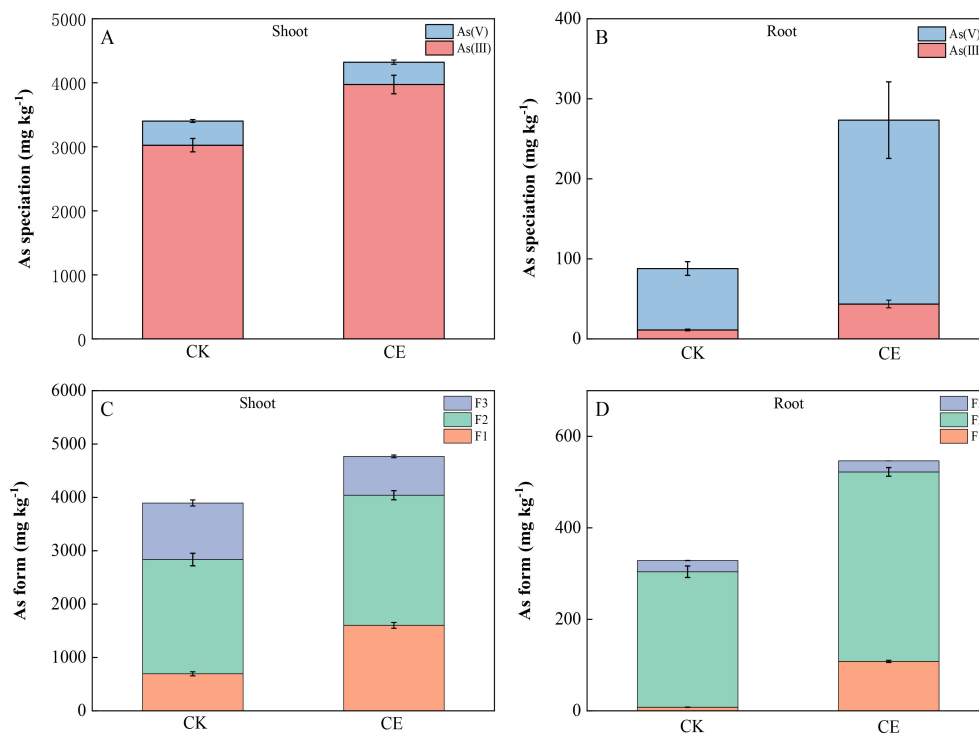 A
Shoot
As(V)
As(III)
As speciation (mg kg-1)
5000
4000
3000
2000
1000
0
CK
CE
B
Root
As(V)
As(III
As speciation (mg kg-1)
400
300
200
100
0
CK
CE
C
Shoot
F3
F2
F1
As form (mg kg-1)
6000
5000
4000
3000
2000
1000
0
CK
CE
D
Root
F
F
F
As form (mg kg-1)
600
400
200
0
CK
CE